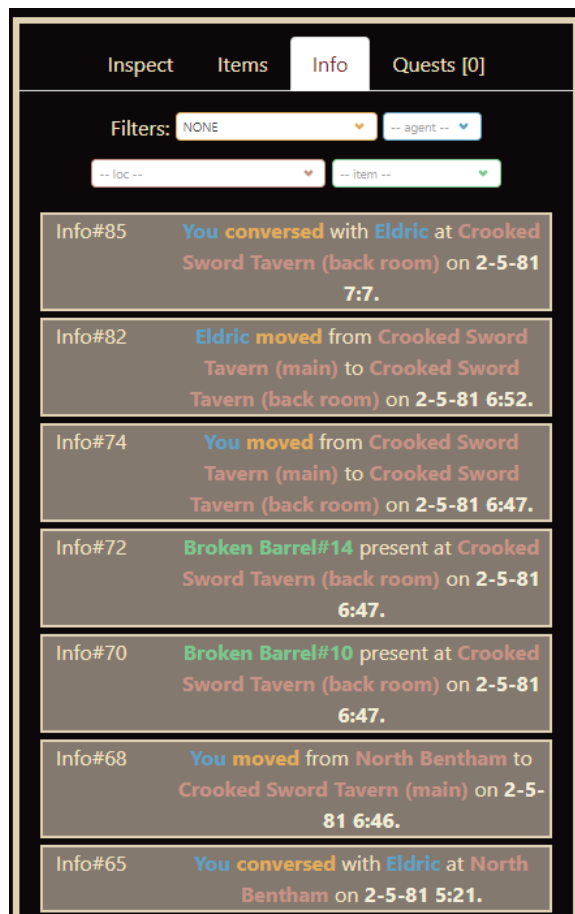 Inspect Items Info Quests [0]
Filters: NONE -- agent --
-- loc -- -- item --
Info#85 You conversed with Eldric at Crooked
Sword Tavern (back room) on 2-5-81
7:7.
Info#82 Eldric moved from Crooked Sword
Tavern (main) to Crooked Sword
Tavern (back room) on 2-5-81 6:52.
Info#74 You moved from Crooked Sword
Tavern (main) to Crooked Sword
Tavern (back room) on 2-5-81 6:47.
Info#72 Broken Barrel#14 present at Crooked
Sword Tavern (back room) on 2-5-81
6:47.
Info#70 Broken Barrel#10 present at Crooked
Sword Tavern (back room) on 2-5-81
6:47.
Info#68 You moved from North Bentham to
Crooked Sword Tavern (main) on 2-5-
81 6:46.
Info#65 You conversed with Eldric at North
Bentham on 2-5-81 5:21.